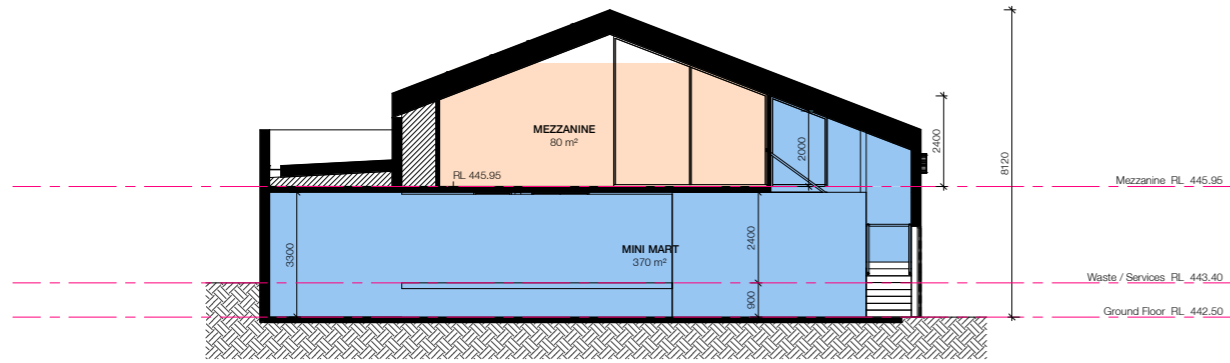 MEZZANINE
80 m²
2000
2400
8120
RL 445.95
Mezzanine RL 445.95
3300
MINI MART
370 m²
2400
Waste / Services RL 443.40
900
Ground Floor RL 442.50